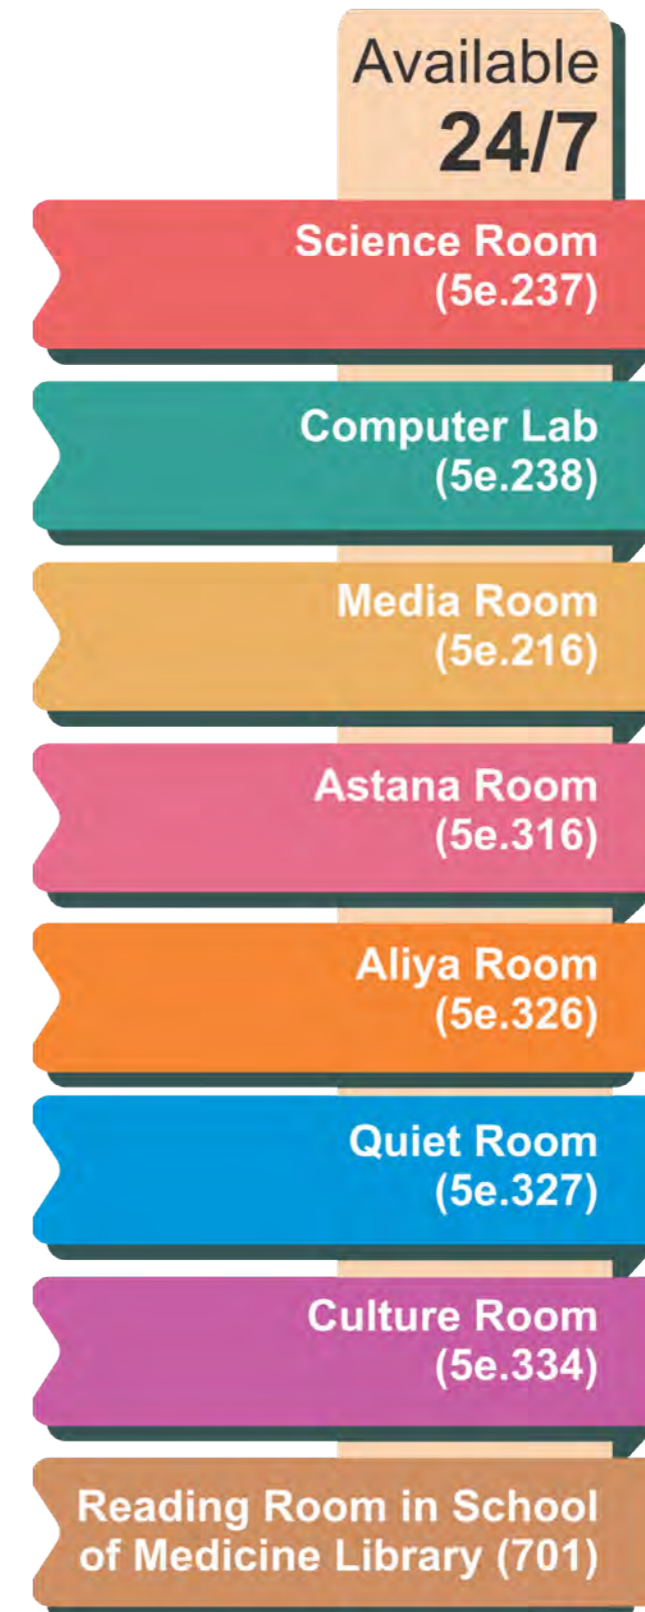 Available
24/7
Science Room
(5e.237)
Computer Lab
(5e.238)
Media Room
(5e.216)
Astana Room
(5e.316)
Aliya Room
(5e.326)
Quiet Room
(5e.327)
Culture Room
(5e.334)
Reading Room in School
of Medicine Library (701)